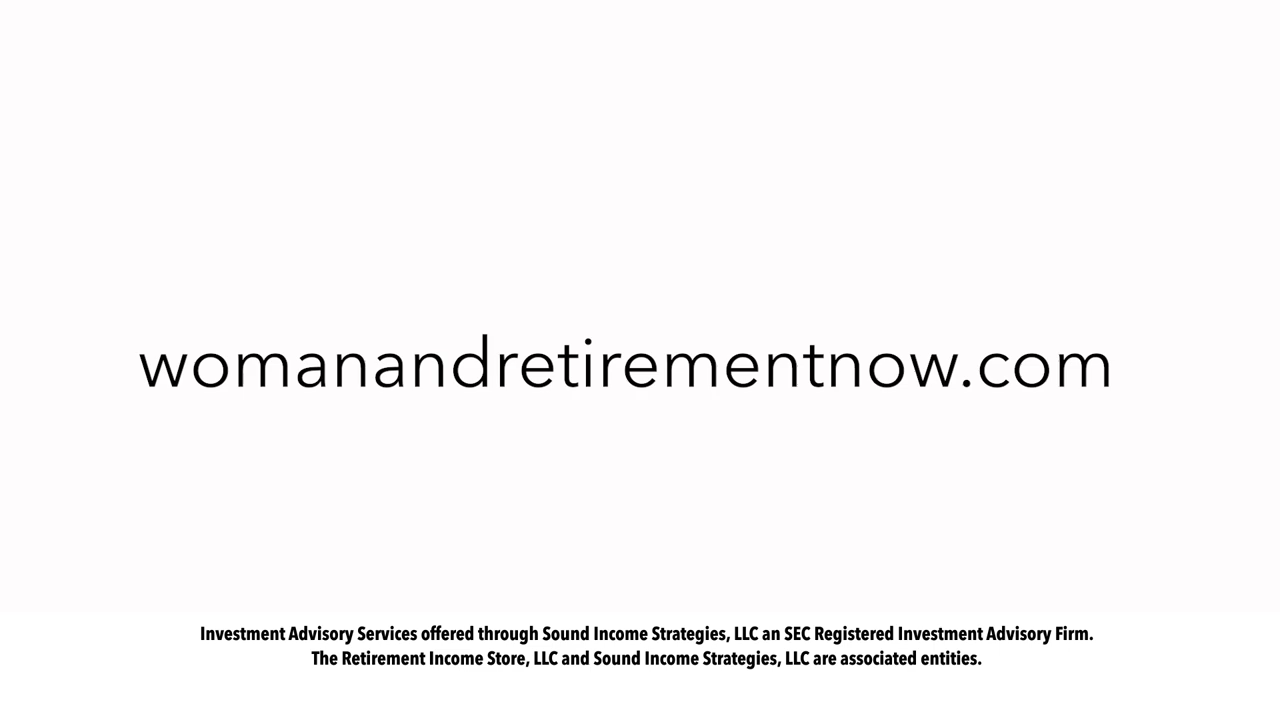 womanandretirementnow.com
Investment Advisory Services offered through Sound Income Strategies, LLC an SEC Registered Investment Advisory Firm.
The Retirement Income Store, LLC and Sound Income Strategies, LLC are associated entities.